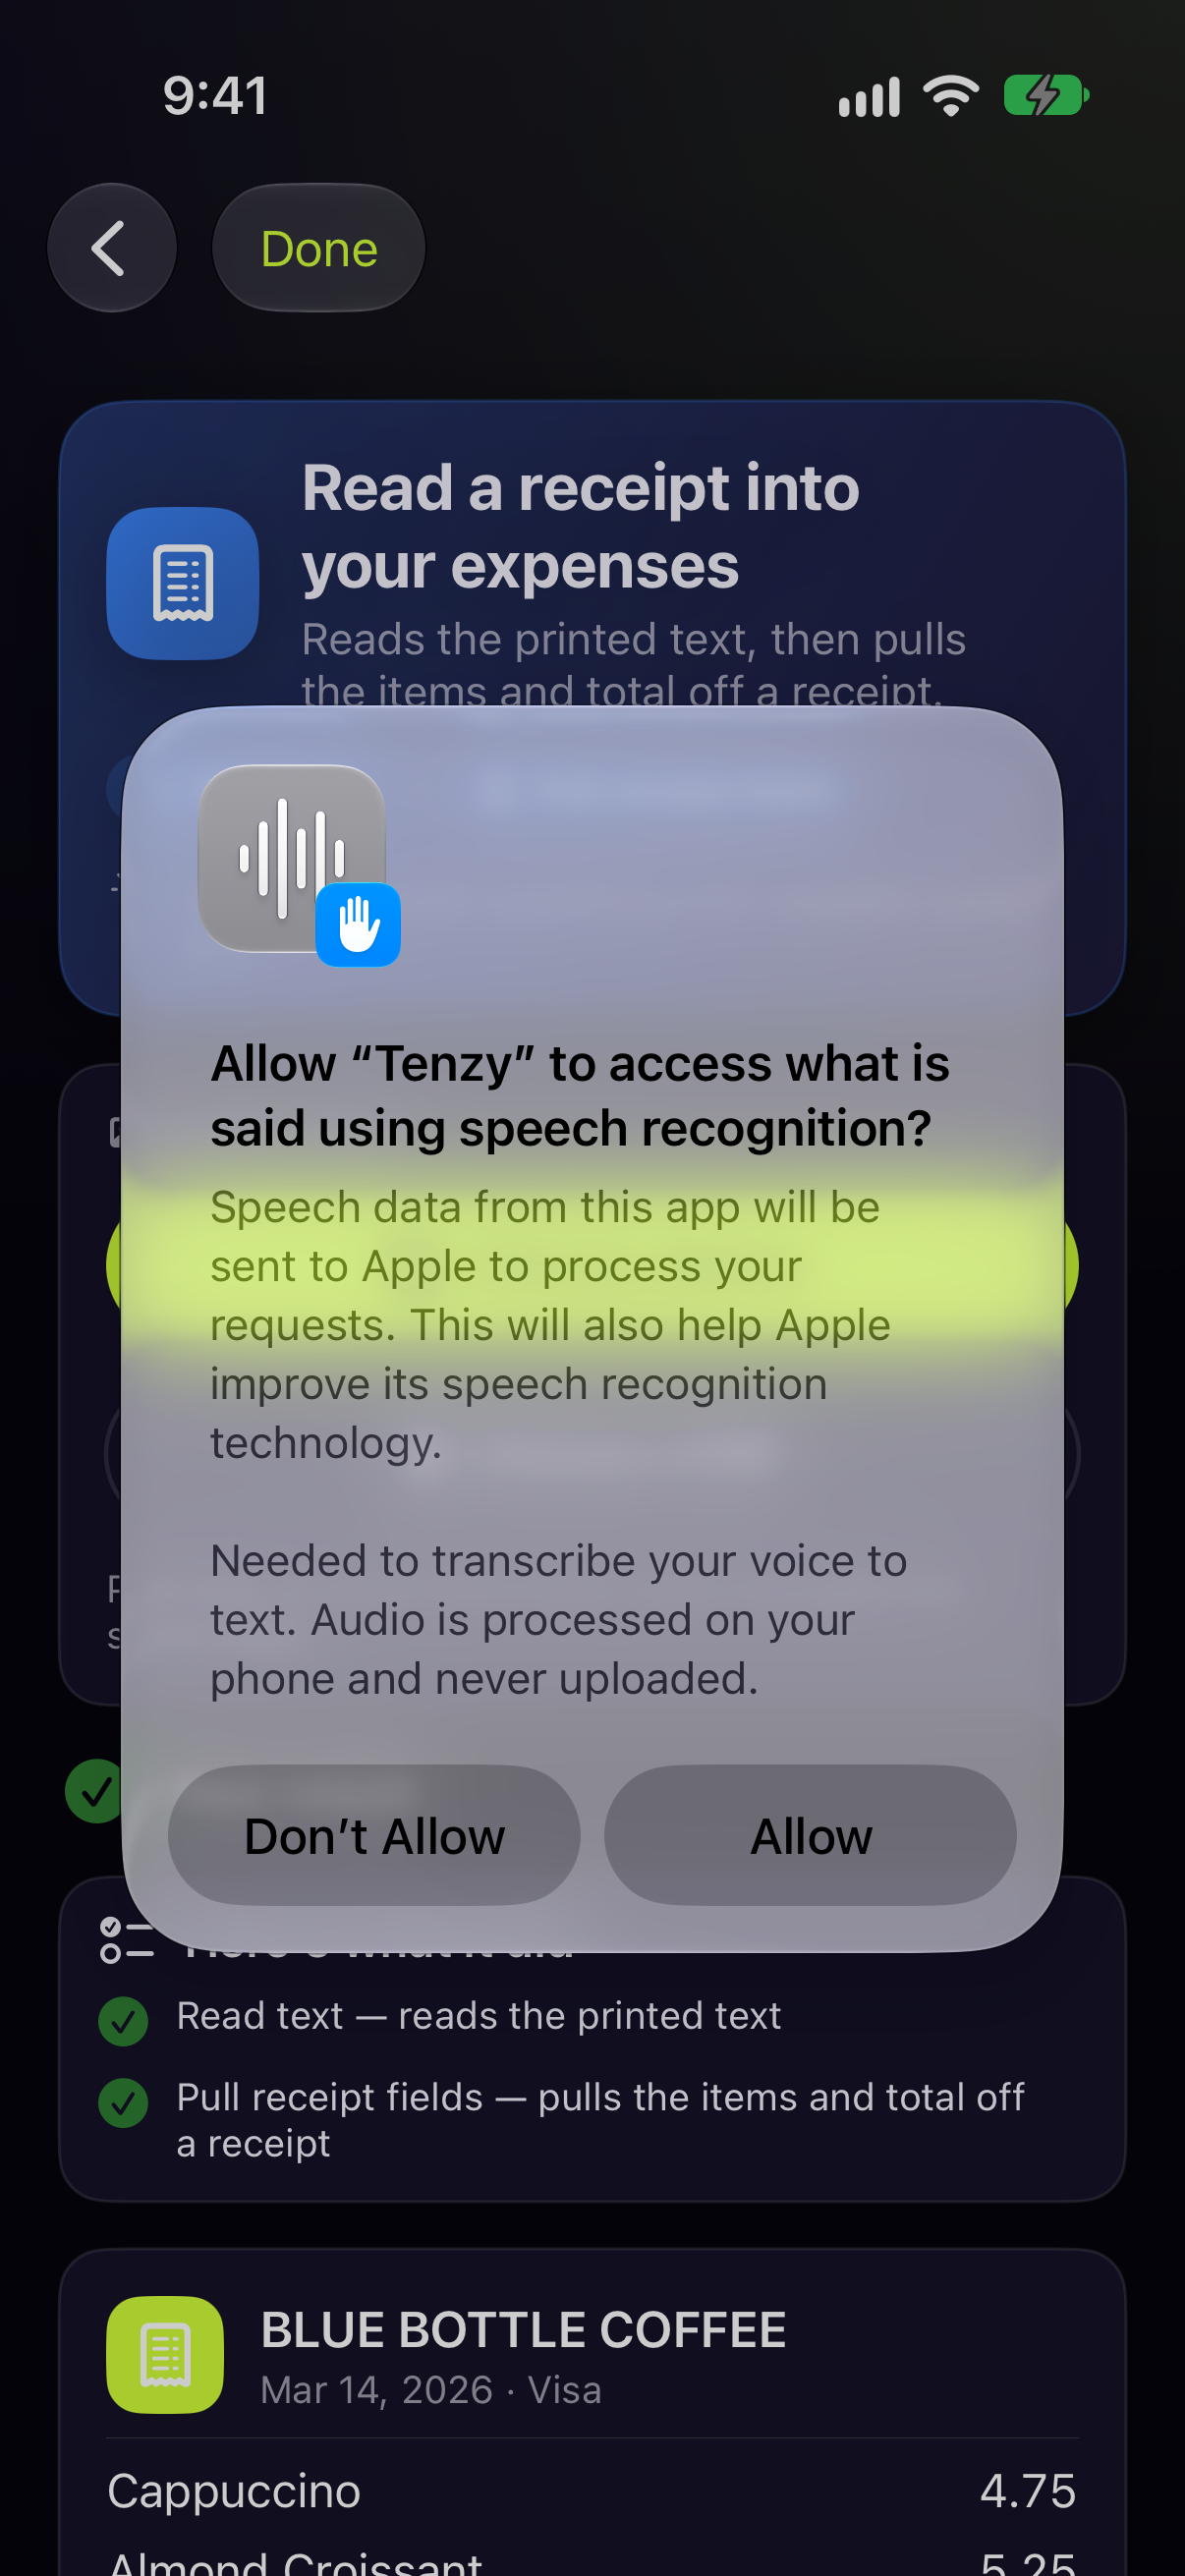 9:41
Done
Read a receipt into
your expenses
Reads the printed text, then pulls
the items and total off a receipt.
Allow “Tenzy” to access what is
said using speech recognition?
Speech data from this app will be
sent to Apple to process your
requests. This will also help Apple
improve its speech recognition
technology.
Needed to transcribe your voice to
text. Audio is processed on your
phone and never uploaded.
Don’t Allow
Allow
Here's what it did
Read text — reads the printed text
Pull receipt fields — pulls the items and total off
a receipt
BLUE BOTTLE COFFEE
Mar 14, 2026 · Visa
Cappuccino 4.75
Almond Croissant 5.25